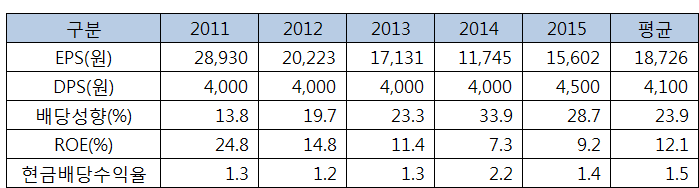 구분 2011 2012 2013 2014 2015 평균
EPS(원) 28,930 20,223 17,131 11,745 15,602 18,726
DPS(원) 4,000 4,000 4,000 4,000 4,500 4,100
배당성향(%) 13.8 19.7 23.3 33.9 28.7 23.9
ROE(%) 24.8 14.8 11.4 7.3 9.2 12.1
현금배당수익율 1.3 1.2 1.3 2.2 1.4 1.5